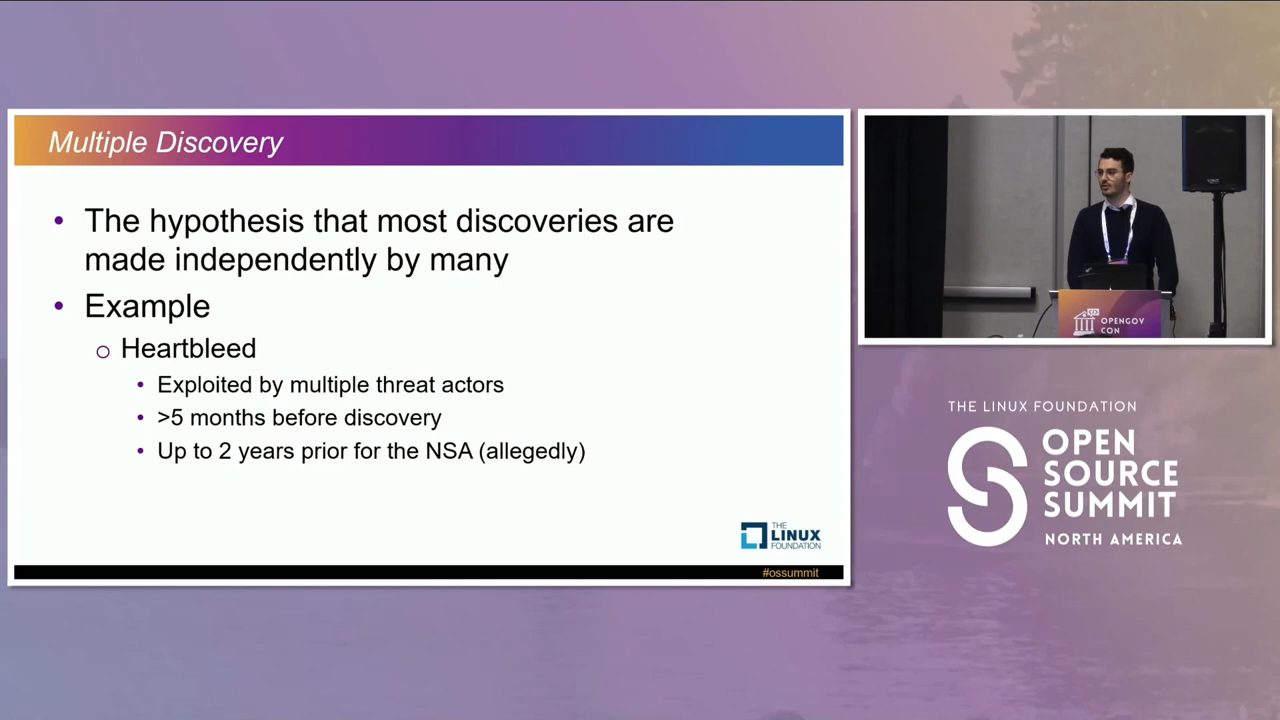 Multiple Discovery
• The hypothesis that most discoveries are
made independently by many
• Example
○ Heartbleed
• Exploited by multiple threat actors
• >5 months before discovery
• Up to 2 years prior for the NSA (allegedly)
THE
LINUX
FOUNDATION
#ossummit
OPENGOV
CON
THE LINUX FOUNDATION
OPEN
SOURCE
SUMMIT
NORTH AMERICA